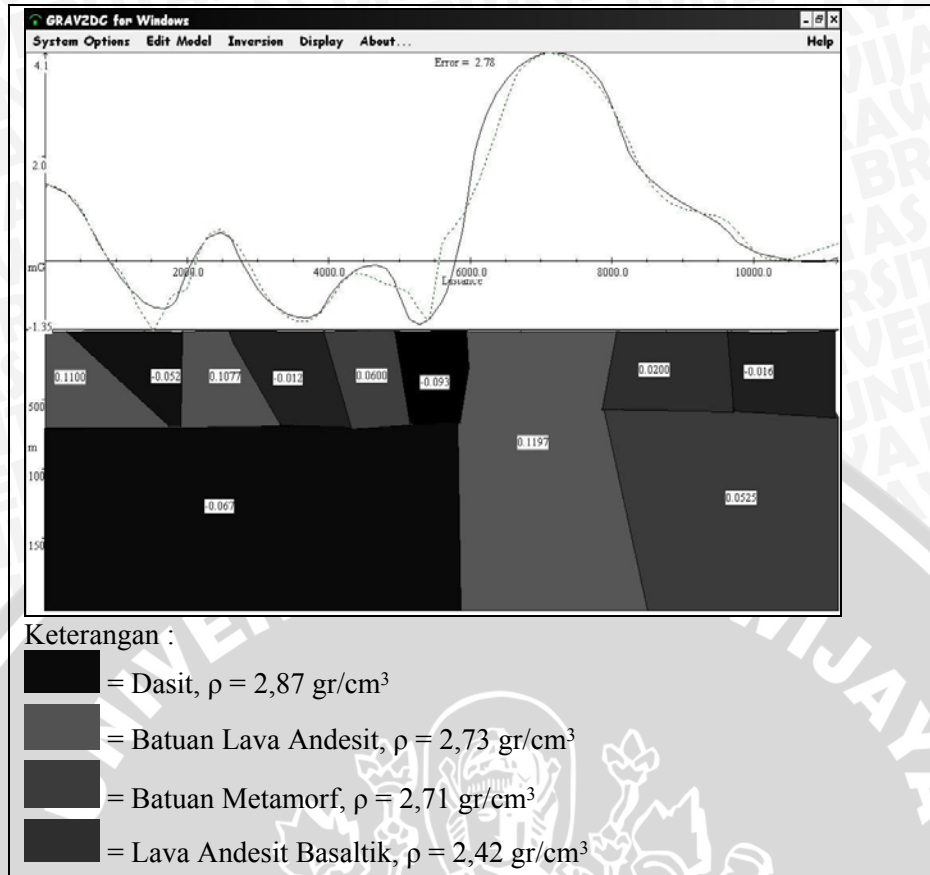 GRAV2DC for Windows
System Options Edit Model Inversion Display About... Help
4.1
Error = 2.78
2.0
mG
2000.0 4000.0 6000.0 8000.0 10000.0
Distance
-1.35
0.1100 -0.052 0.1077 -0.012 0.0600 -0.093 0.0200 -0.016
500
m
0.1197
100
-0.067
0.0525
150
Keterangan :
= Dasit, ρ = 2,87 gr/cm³
= Batuan Lava Andesit, ρ = 2,73 gr/cm³
= Batuan Metamorf, ρ = 2,71 gr/cm³
= Lava Andesit Basaltik, ρ = 2,42 gr/cm³